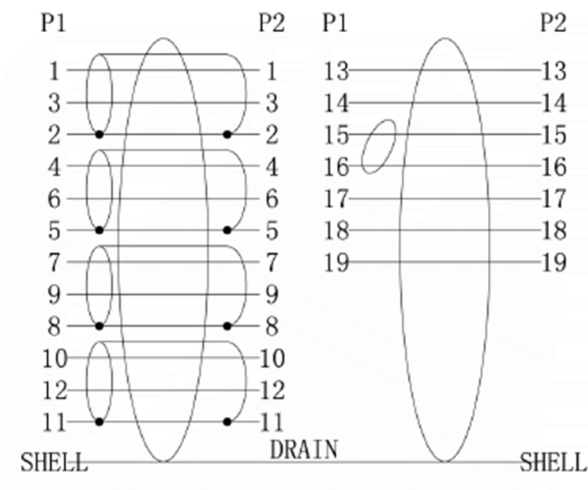 P1 P2 P1 P2
1 1 13 13
3 3 14 14
2 2 15 15
4 4 16 16
6 6 17 17
5 5 18 18
7 7 19 19
9 9
8 8
10 10
12 12
11 11
DRAIN
SHELL SHELL